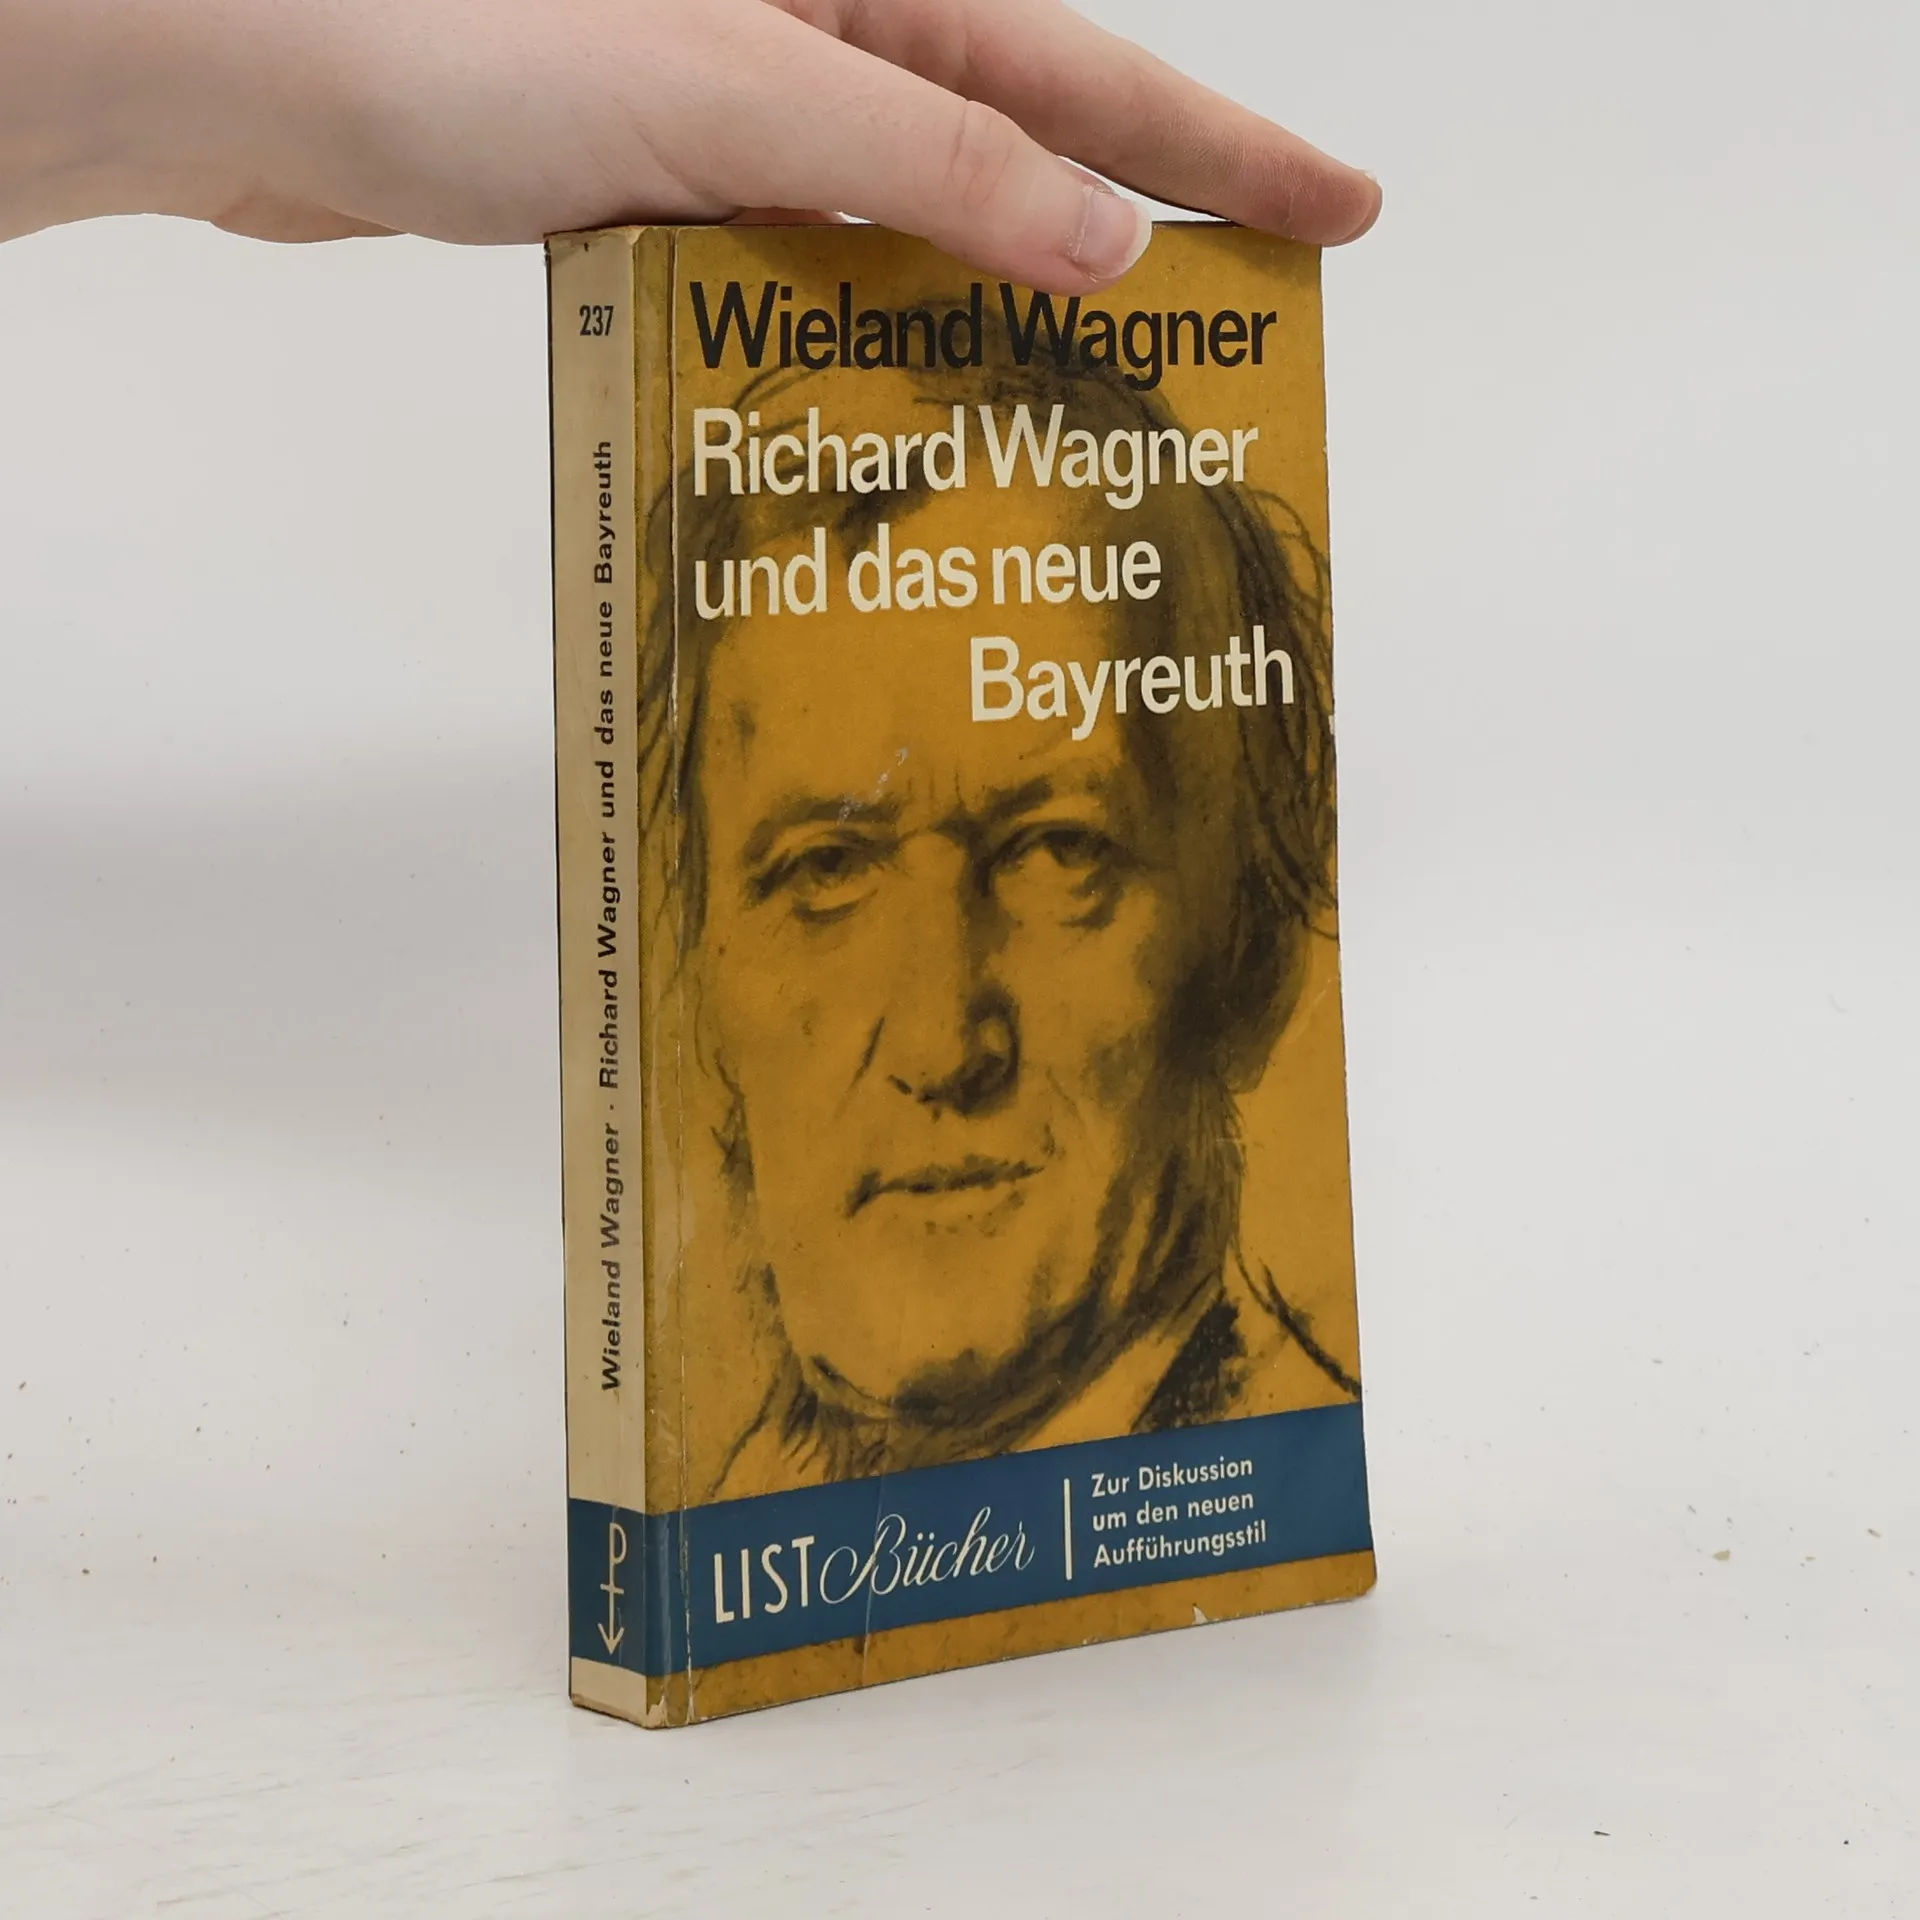 237
Wieland Wagner · Richard Wagner und das neue Bayreuth
Wieland Wagner
Richard Wagner
und das neue
Bayreuth
LIST Bücher
Zur Diskussion
um den neuen
Aufführungsstil